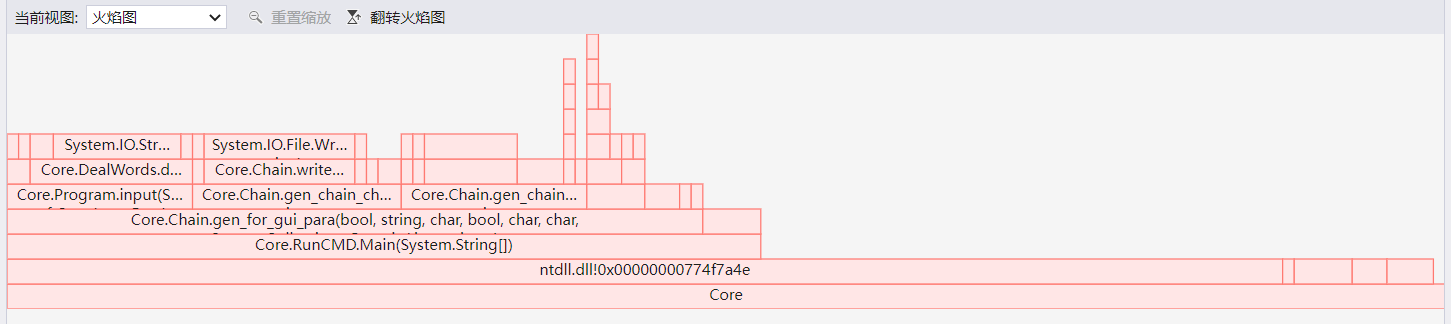 当前视图: 火焰图 重置缩放 翻转火焰图
System.IO.Str... System.IO.File.Wr...
Core.DealWords.d... Core.Chain.write...
Core.Program.input(S... Core.Chain.gen_chain_ch... Core.Chain.gen_chain...
Core.Chain.gen_for_gui_para(bool, string, char, bool, char, char,
Core.RunCMD.Main(System.String[])
ntdll.dll!0x00000000774f7a4e
Core